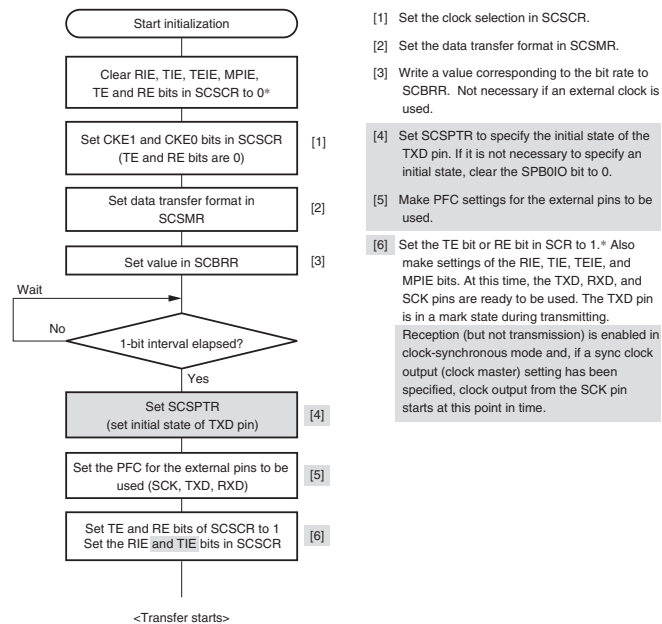 Start initialization
Clear RIE, TIE, TEIE, MPIE,
TE and RE bits in SCSCR to 0*
Set CKE1 and CKE0 bits in SCSCR
(TE and RE bits are 0)
[1]
Set data transfer format in
SCSMR
[2]
Set value in SCBRR
[3]
Wait
No
1-bit interval elapsed?
Yes
Set SCSPTR
(set initial state of TXD pin)
[4]
Set the PFC for the external pins to be
used (SCK, TXD, RXD)
[5]
Set TE and RE bits of SCSCR to 1
Set the RIE and TIE bits in SCSCR
[6]
<Transfer starts>
[1] Set the clock selection in SCSCR.
[2] Set the data transfer format in SCSMR.
[3] Write a value corresponding to the bit rate to
SCBRR. Not necessary if an external clock is
used.
[4] Set SCSPTR to specify the initial state of the
TXD pin. If it is not necessary to specify an
initial state, clear the SPB0IO bit to 0.
[5] Make PFC settings for the external pins to be
used.
[6] Set the TE bit or RE bit in SCR to 1.* Also
make settings of the RIE, TIE, TEIE, and
MPIE bits. At this time, the TXD, RXD, and
SCK pins are ready to be used. The TXD pin
is in a mark state during transmitting.
Reception (but not transmission) is enabled in
clock-synchronous mode and, if a sync clock
output (clock master) setting has been
specified, clock output from the SCK pin
starts at this point in time.